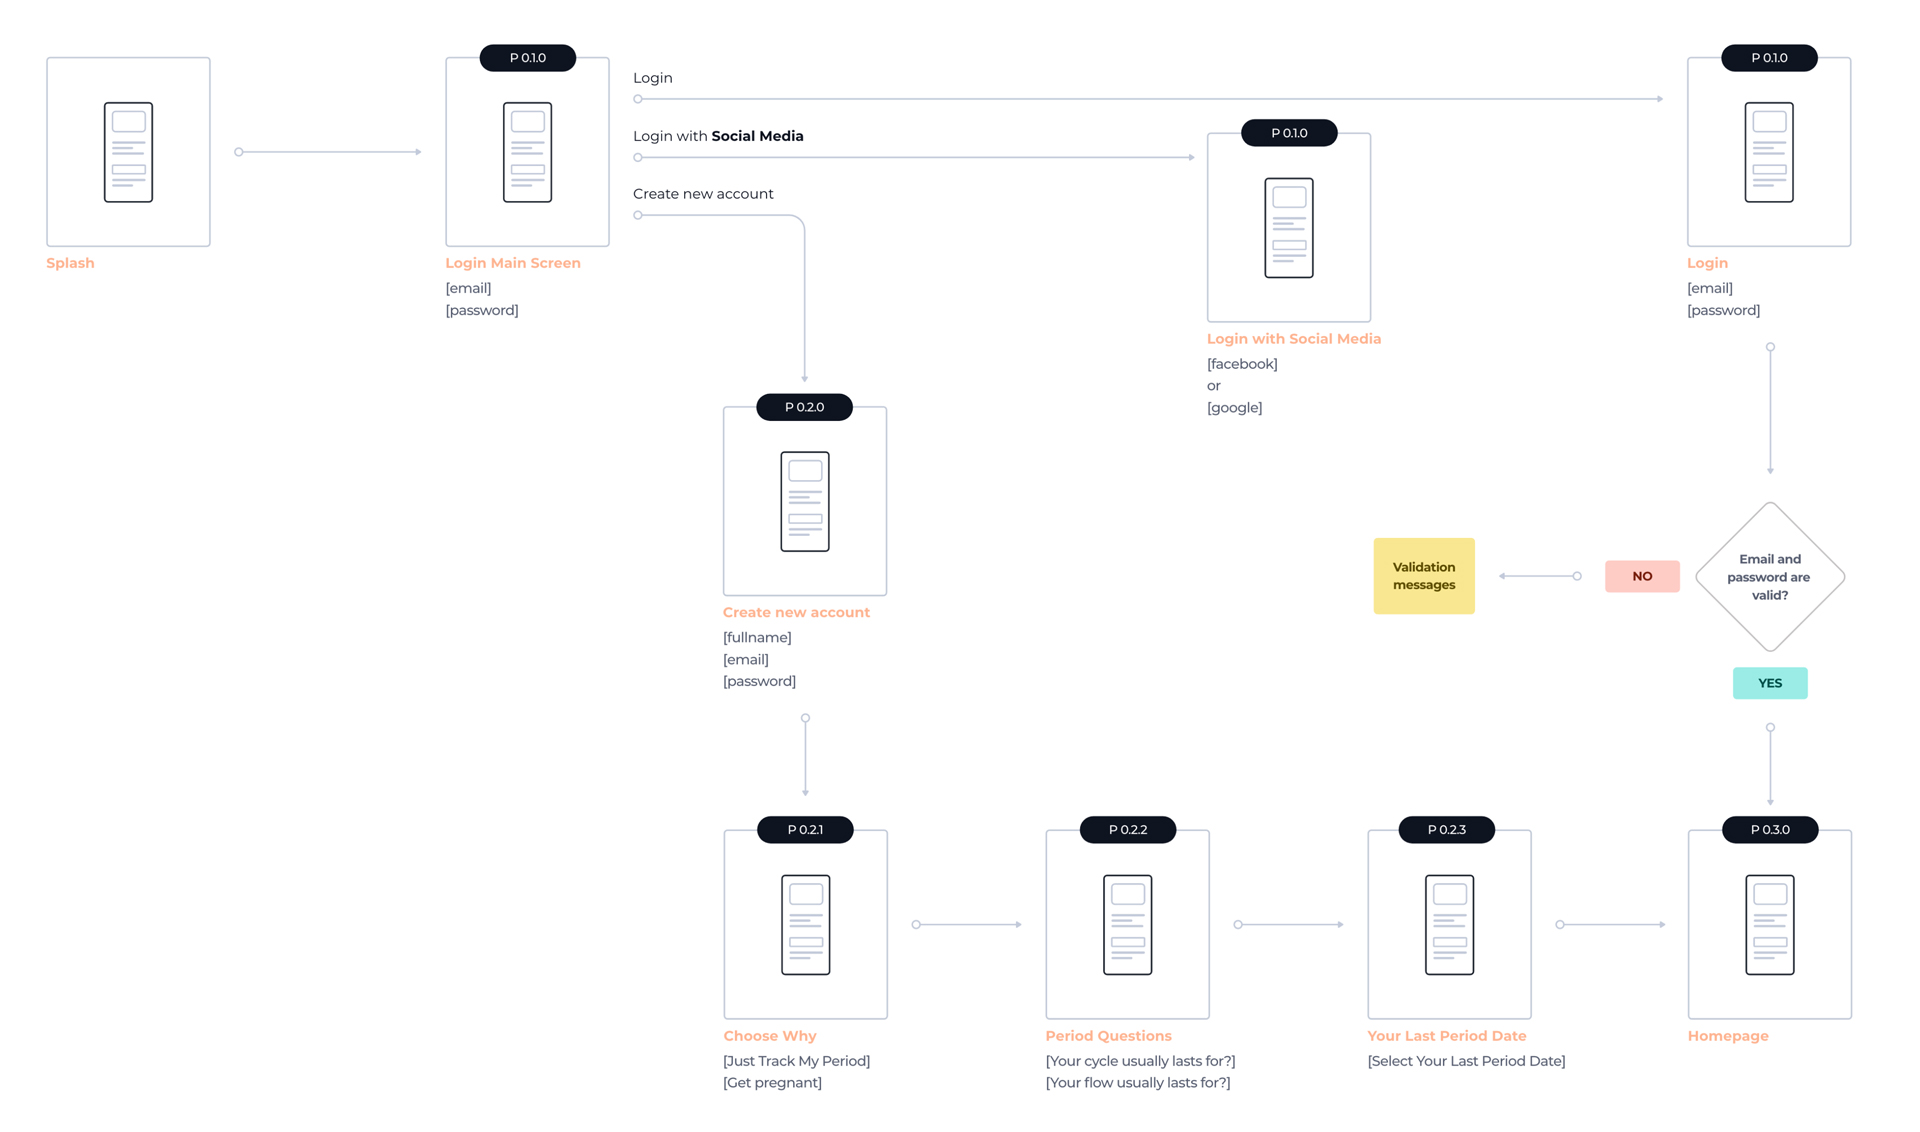 P 0.1.0
Login
P 0.1.0
Login with Social Media
P 0.1.0
Create new account
Splash
Login Main Screen
[email]
[password]
Login
[email]
[password]
Login with Social Media
[facebook]
or
[google]
P 0.2.0
Create new account
[fullname]
[email]
[password]
Validation
messages
NO
Email and
password are
valid?
YES
P 0.2.1
P 0.2.2
P 0.2.3
P 0.3.0
Choose Why
[Just Track My Period]
[Get pregnant]
Period Questions
[Your cycle usually lasts for?]
[Your flow usually lasts for?]
Your Last Period Date
[Select Your Last Period Date]
Homepage